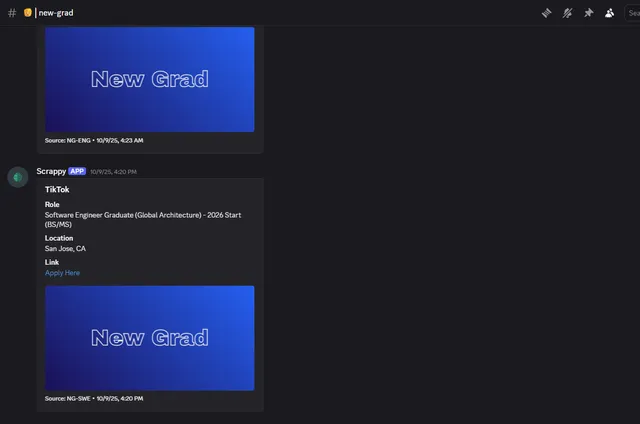 # ✊ | new-grad
Sea
New Grad
Source: NG-ENG • 10/9/25, 4:23 AM
Scrappy APP 10/9/25, 4:20 PM
TikTok
Role
Software Engineer Graduate (Global Architecture) - 2026 Start
(BS/MS)
Location
San Jose, CA
Link
Apply Here
New Grad
Source: NG-SWE • 10/9/25, 4:20 PM